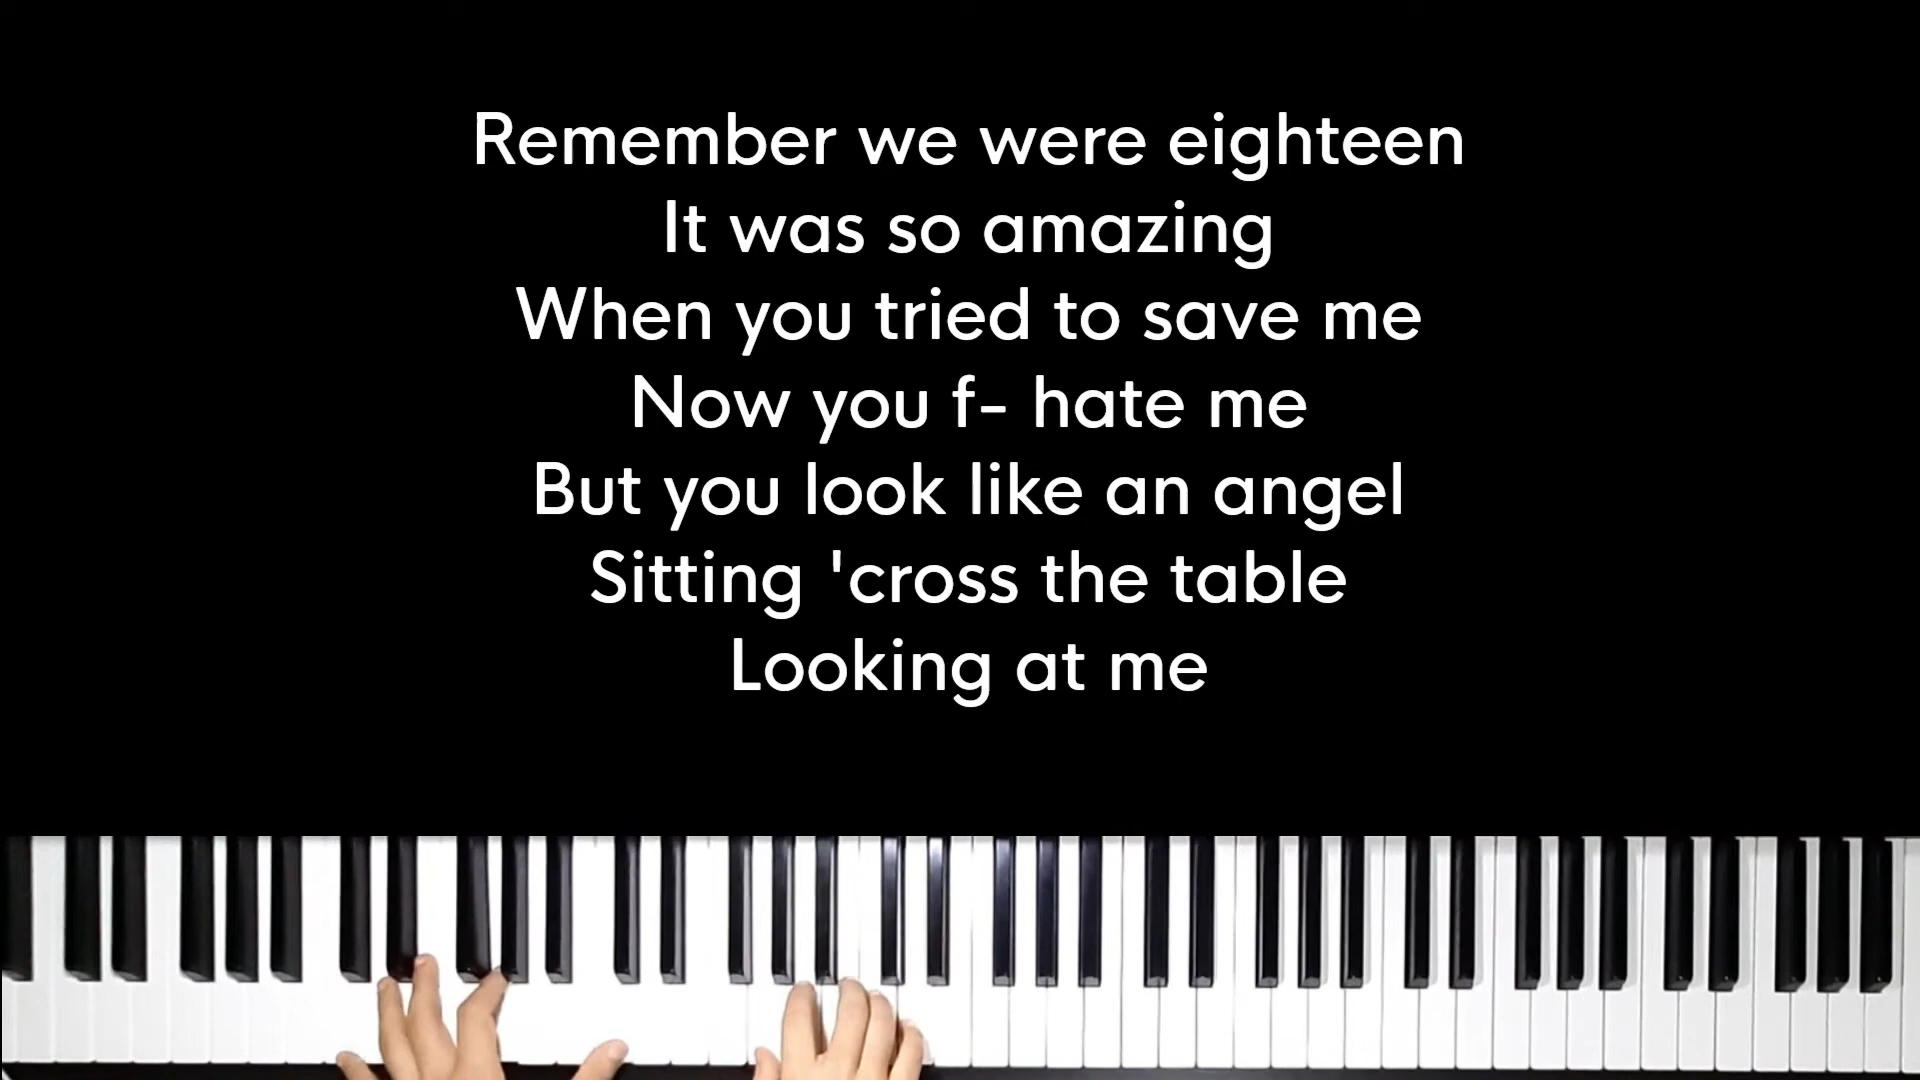 Remember we were eighteen
It was so amazing
When you tried to save me
Now you f- hate me
But you look like an angel
Sitting 'cross the table
Looking at me